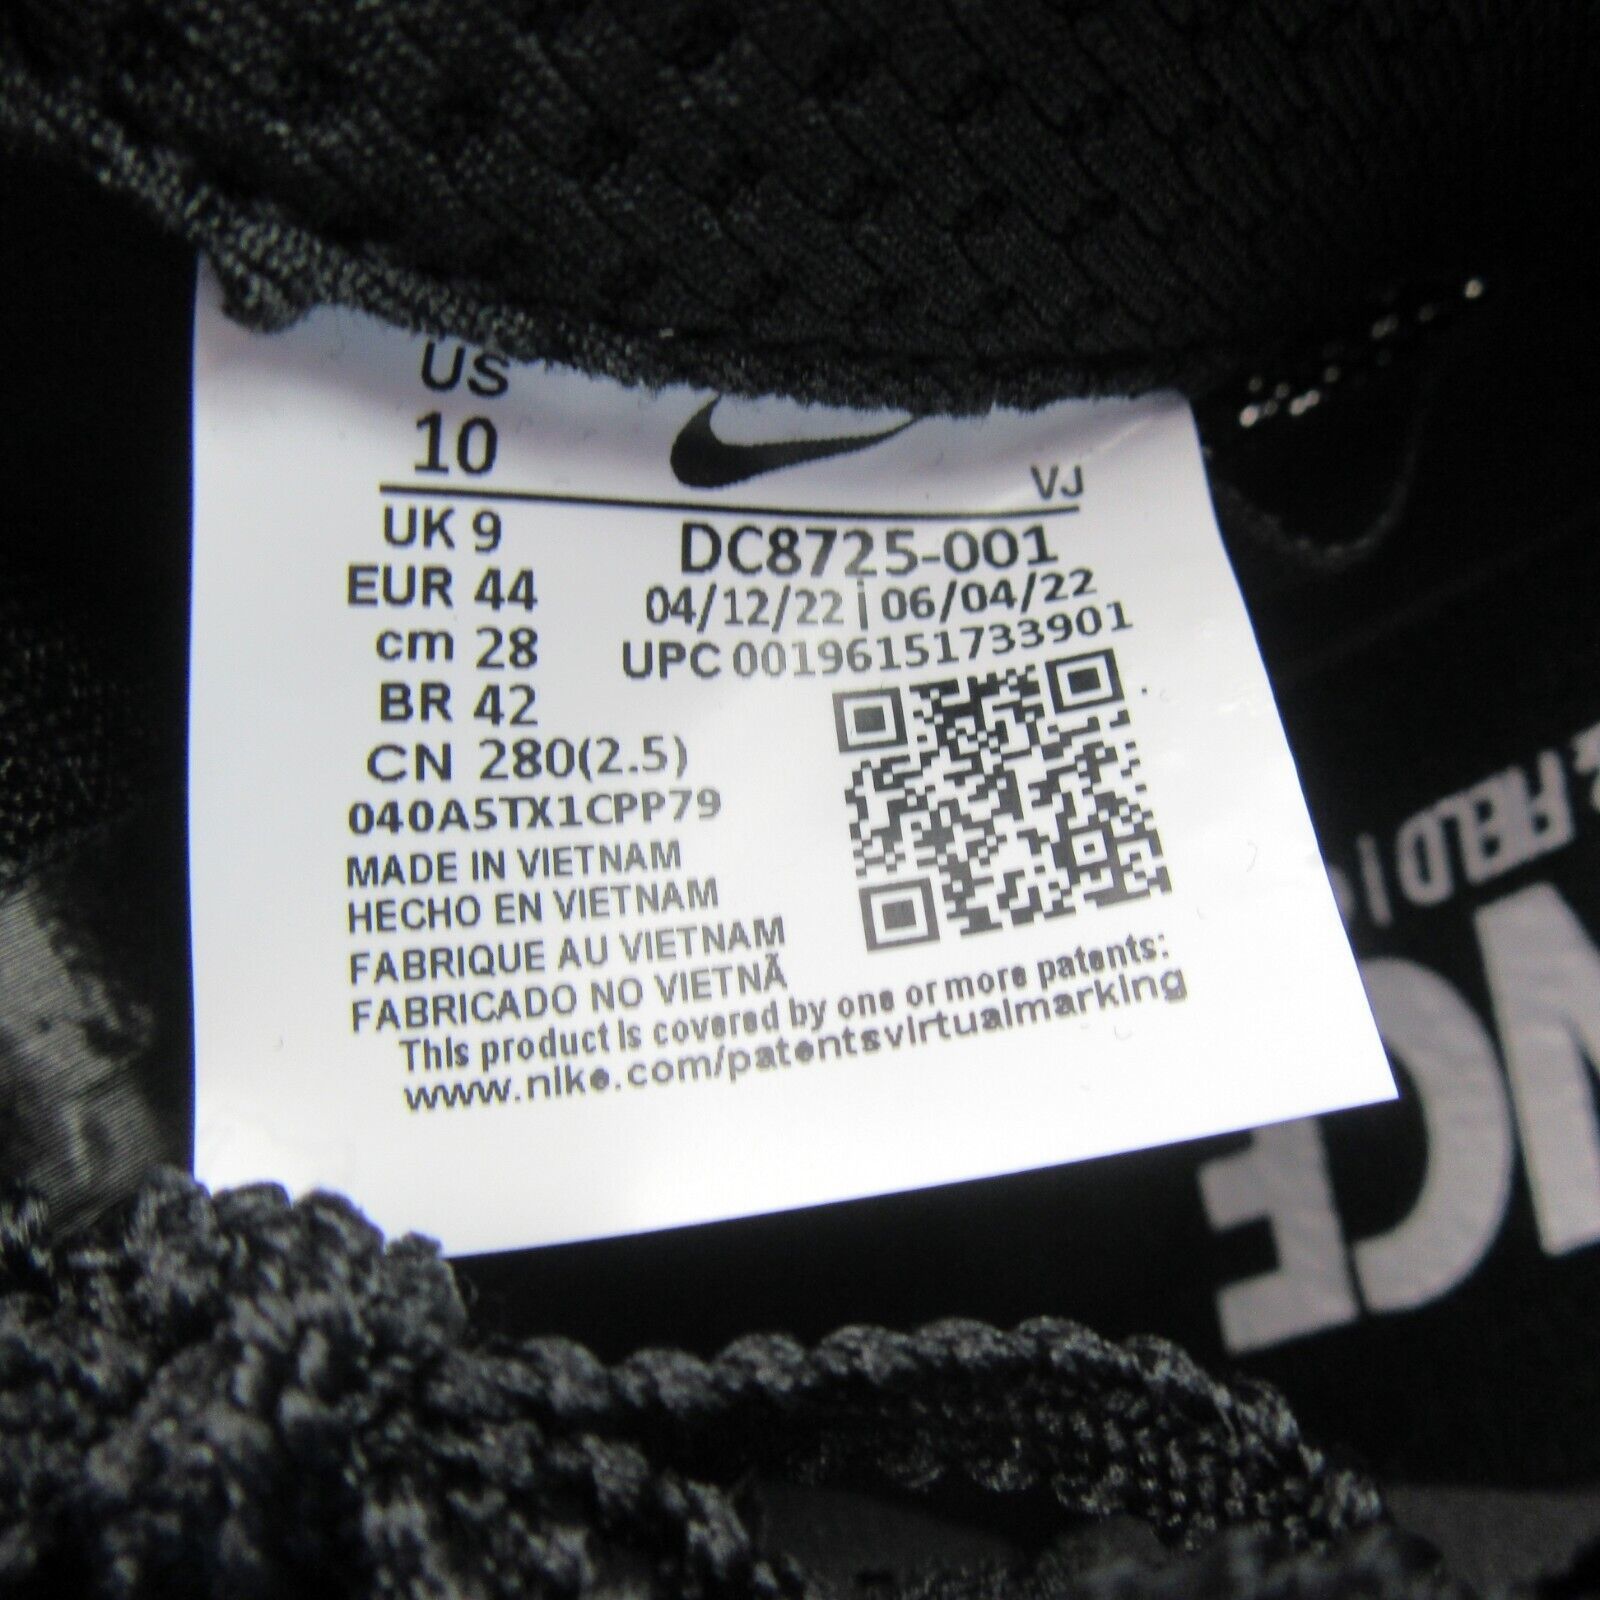 US
10
VJ
UK 9
DC8725-001
EUR 44
04/12/22 | 06/04/22
cm 28
UPC 00196151733901
BR 42
CN 280(2.5)
040A5TX1CPP79
MADE IN VIETNAM
HECHO EN VIETNAM
FABRIQUE AU VIETNAM
FABRICADO NO VIETNÃ
This product is covered by one or more patents:
www.nike.com/patentsvirtualmarking
FIELD